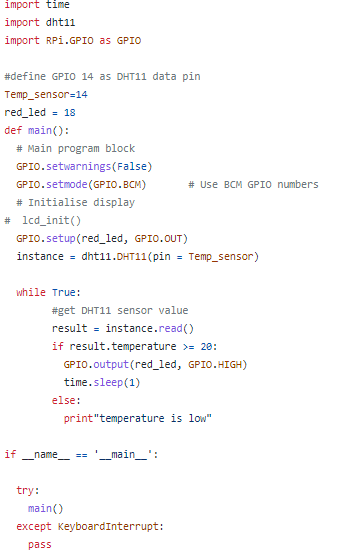 import time
import dht11
import RPi.GPIO as GPIO

#define GPIO 14 as DHT11 data pin
Temp_sensor=14
red_led = 18
def main():
  # Main program block
  GPIO.setwarnings(False)
  GPIO.setmode(GPIO.BCM)       # Use BCM GPIO numbers
  # Initialise display
#  lcd_init()
  GPIO.setup(red_led, GPIO.OUT)
  instance = dht11.DHT11(pin = Temp_sensor)

  while True:
        #get DHT11 sensor value
        result = instance.read()
        if result.temperature >= 20:
          GPIO.output(red_led, GPIO.HIGH)
          time.sleep(1)
        else:
          print"temperature is low"

if __name__ == '__main__':

  try:
    main()
  except KeyboardInterrupt:
    pass